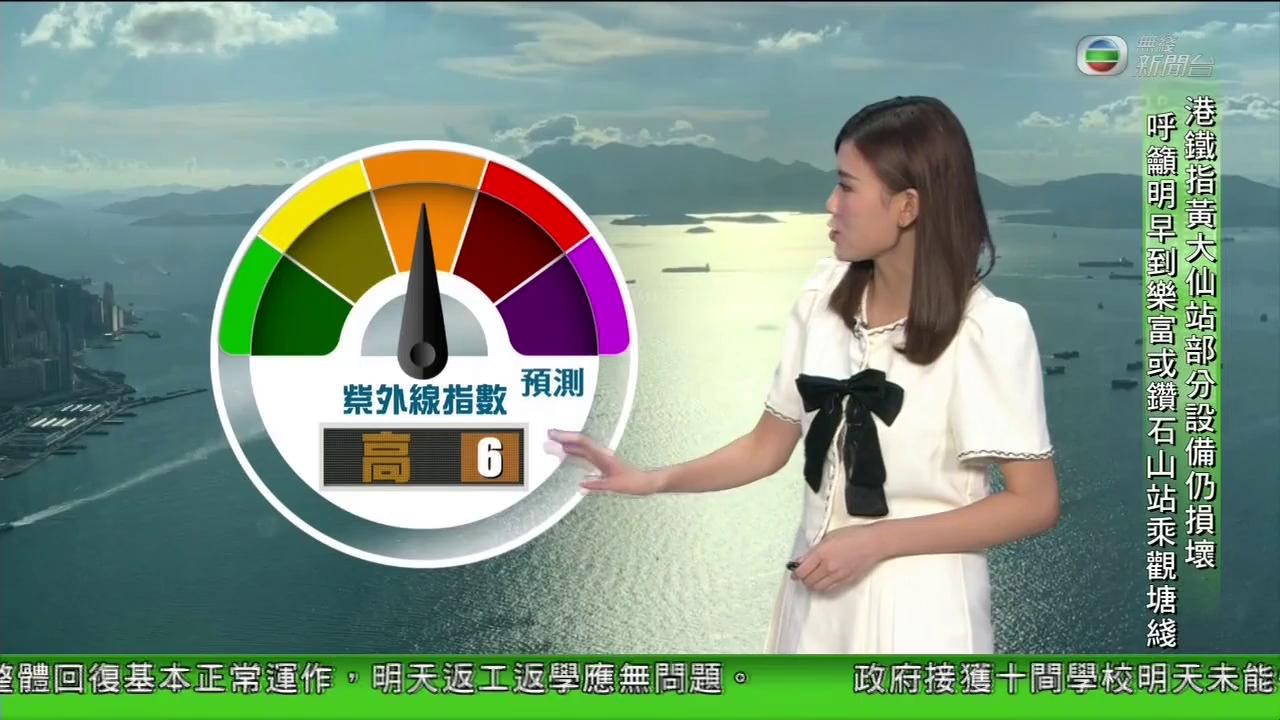 無綫
新聞台
港鐵指黃大仙站部分設備仍損壞
呼籲明早到樂富或鑽石山站乘觀塘綫
紫外線指數
預測
高 6
整體回復基本正常運作，明天返工返學應無問題。 政府接獲十間學校明天未能